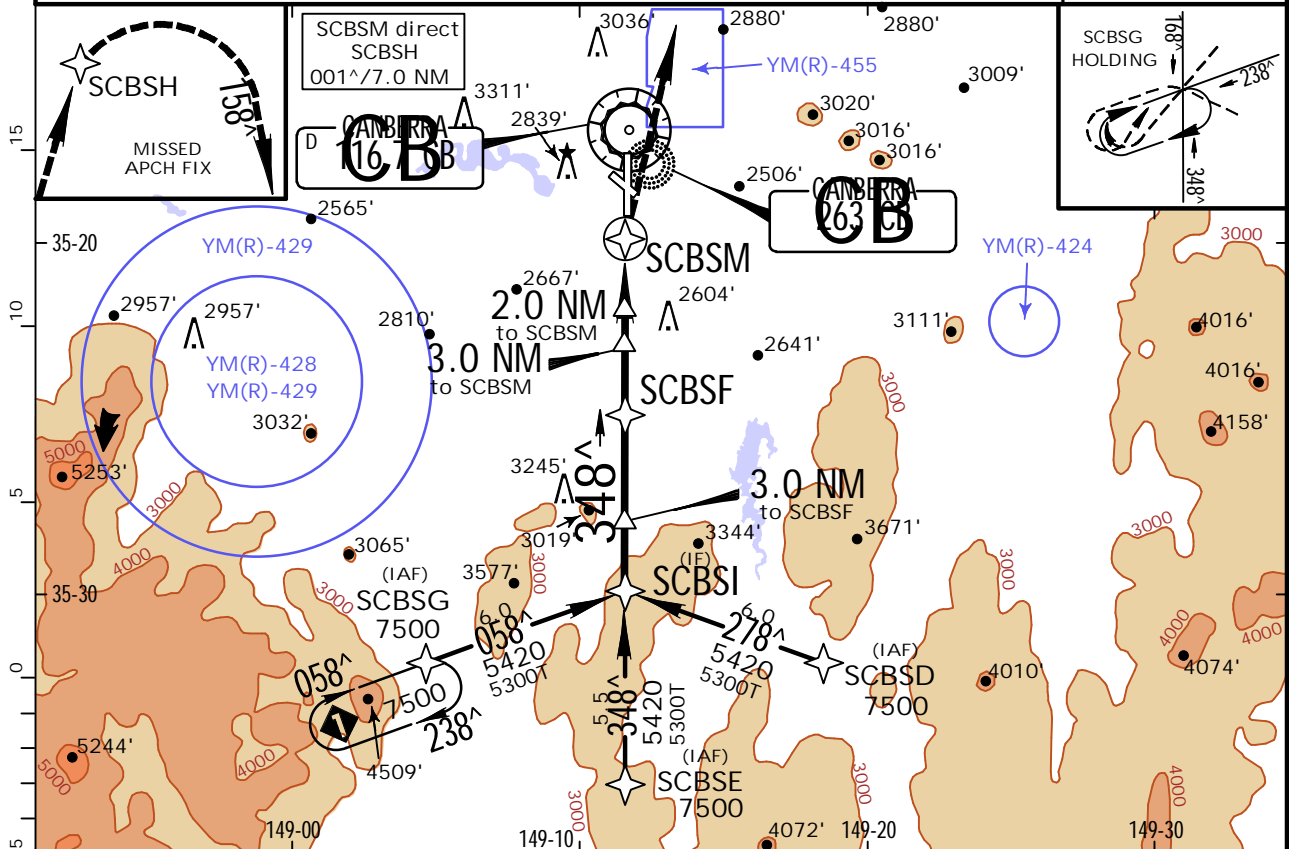 SCBSM direct
SCBSH
001^/7.0 NM
SCBSH
158^
MISSED
APCH FIX
3036'
2880'
2880'
YM(R)-455
3009'
SCBSG
HOLDING
168^
238^
348^
3311'
2839'
D
CANBERRA
CB
3020'
3016'
3016'
2506'
CANBERRA
263 CB
CB
15
35-20
10
5
35-30
0
5
2565'
YM(R)-429
2957'
2957'
YM(R)-428
YM(R)-429
3032'
2810'
2667'
2604'
SCBSM
2.0 NM
to SCBSM
3.0 NM
to SCBSM
SCBSF
2641'
3111'
YM(R)-424
3000
4016'
4016'
4158'
3000
5000
5253'
3000
4000
3245'
348^
3.0 NM
to SCBSF
3019'
3344'
3671'
3000
3065'
3577'
3000
(IF)
SCBSI
3000
3000
(IAF)
SCBSG
7500
6.0
058^
5420
5300T
6.0
278^
5420
5300T
(IAF)
SCBSD
7500
4010'
4000
4074'
4000
058^
7500
238^
1
4509'
5.5
348^
5420
5300T
(IAF)
SCBSE
7500
5244'
5000
4000
3000
3000
4000
4072'
149-00
149-10
149-20
149-30